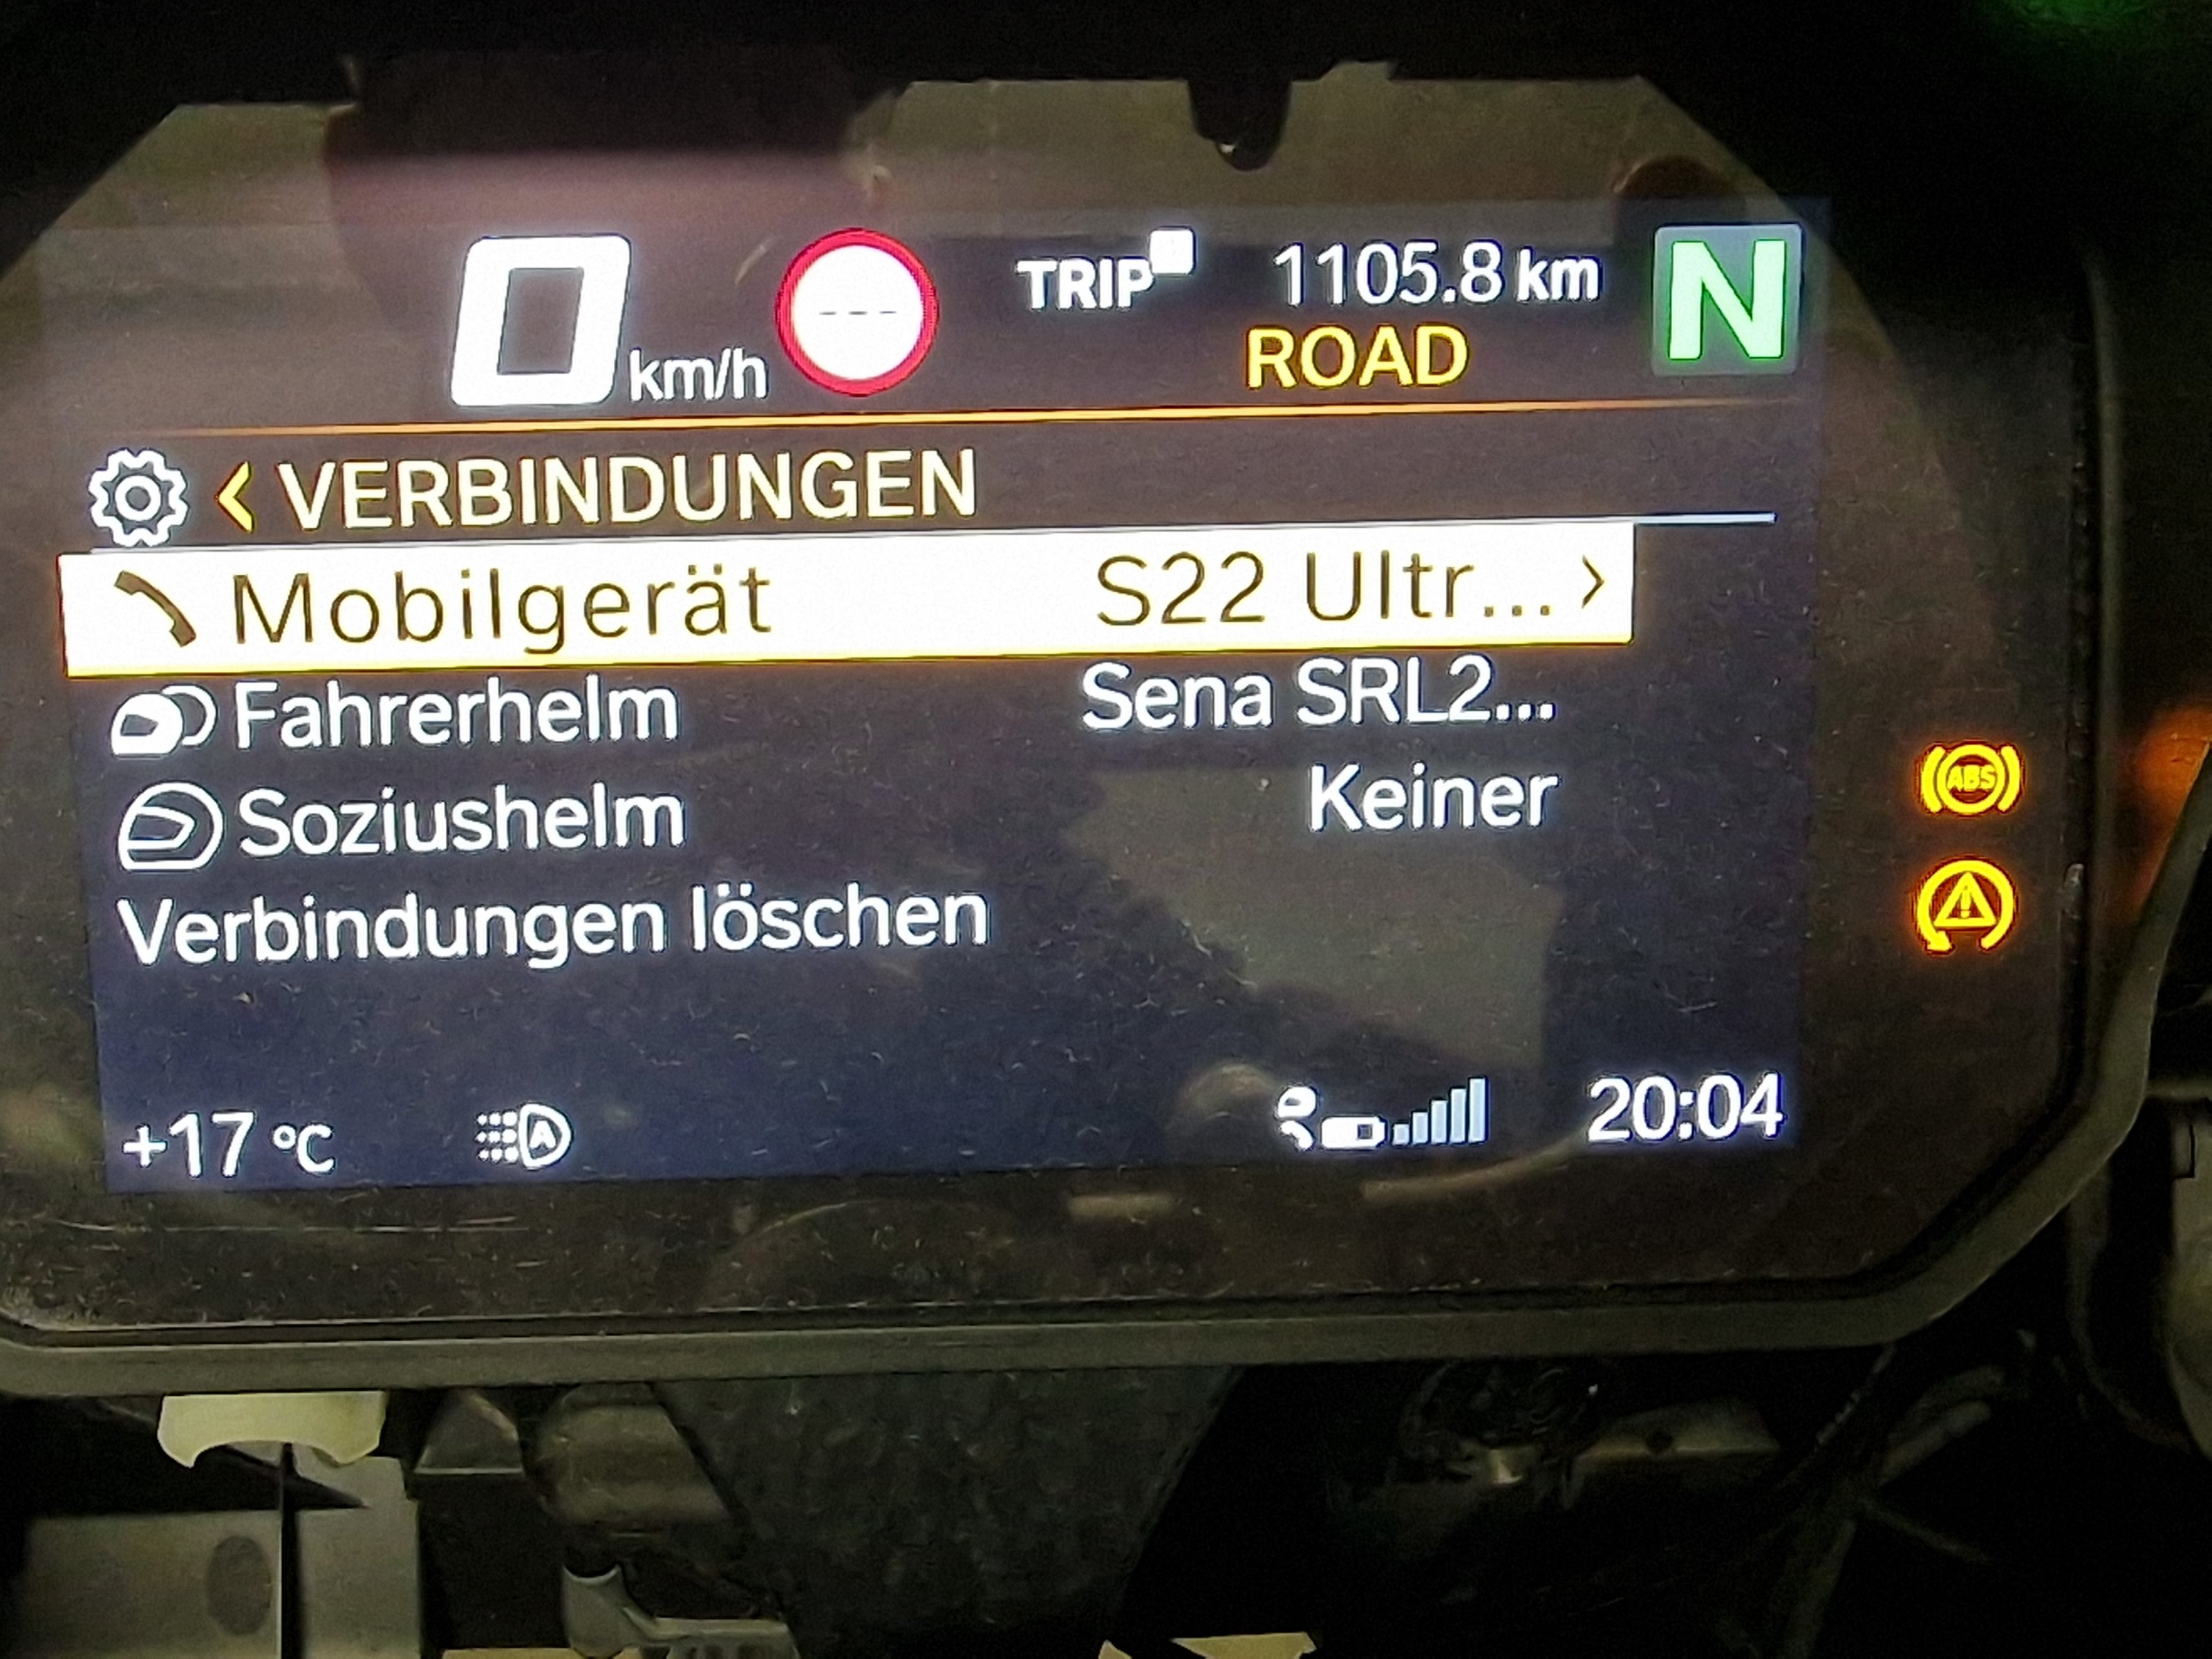 0 km/h --- TRIP 1105.8 km N
ROAD
VERBINDUNGEN
Mobilgerät S22 Ultr...
Fahrerhelm Sena SRL2...
Soziushelm Keiner
ABS
Verbindungen löschen
+17 °C A 20:04